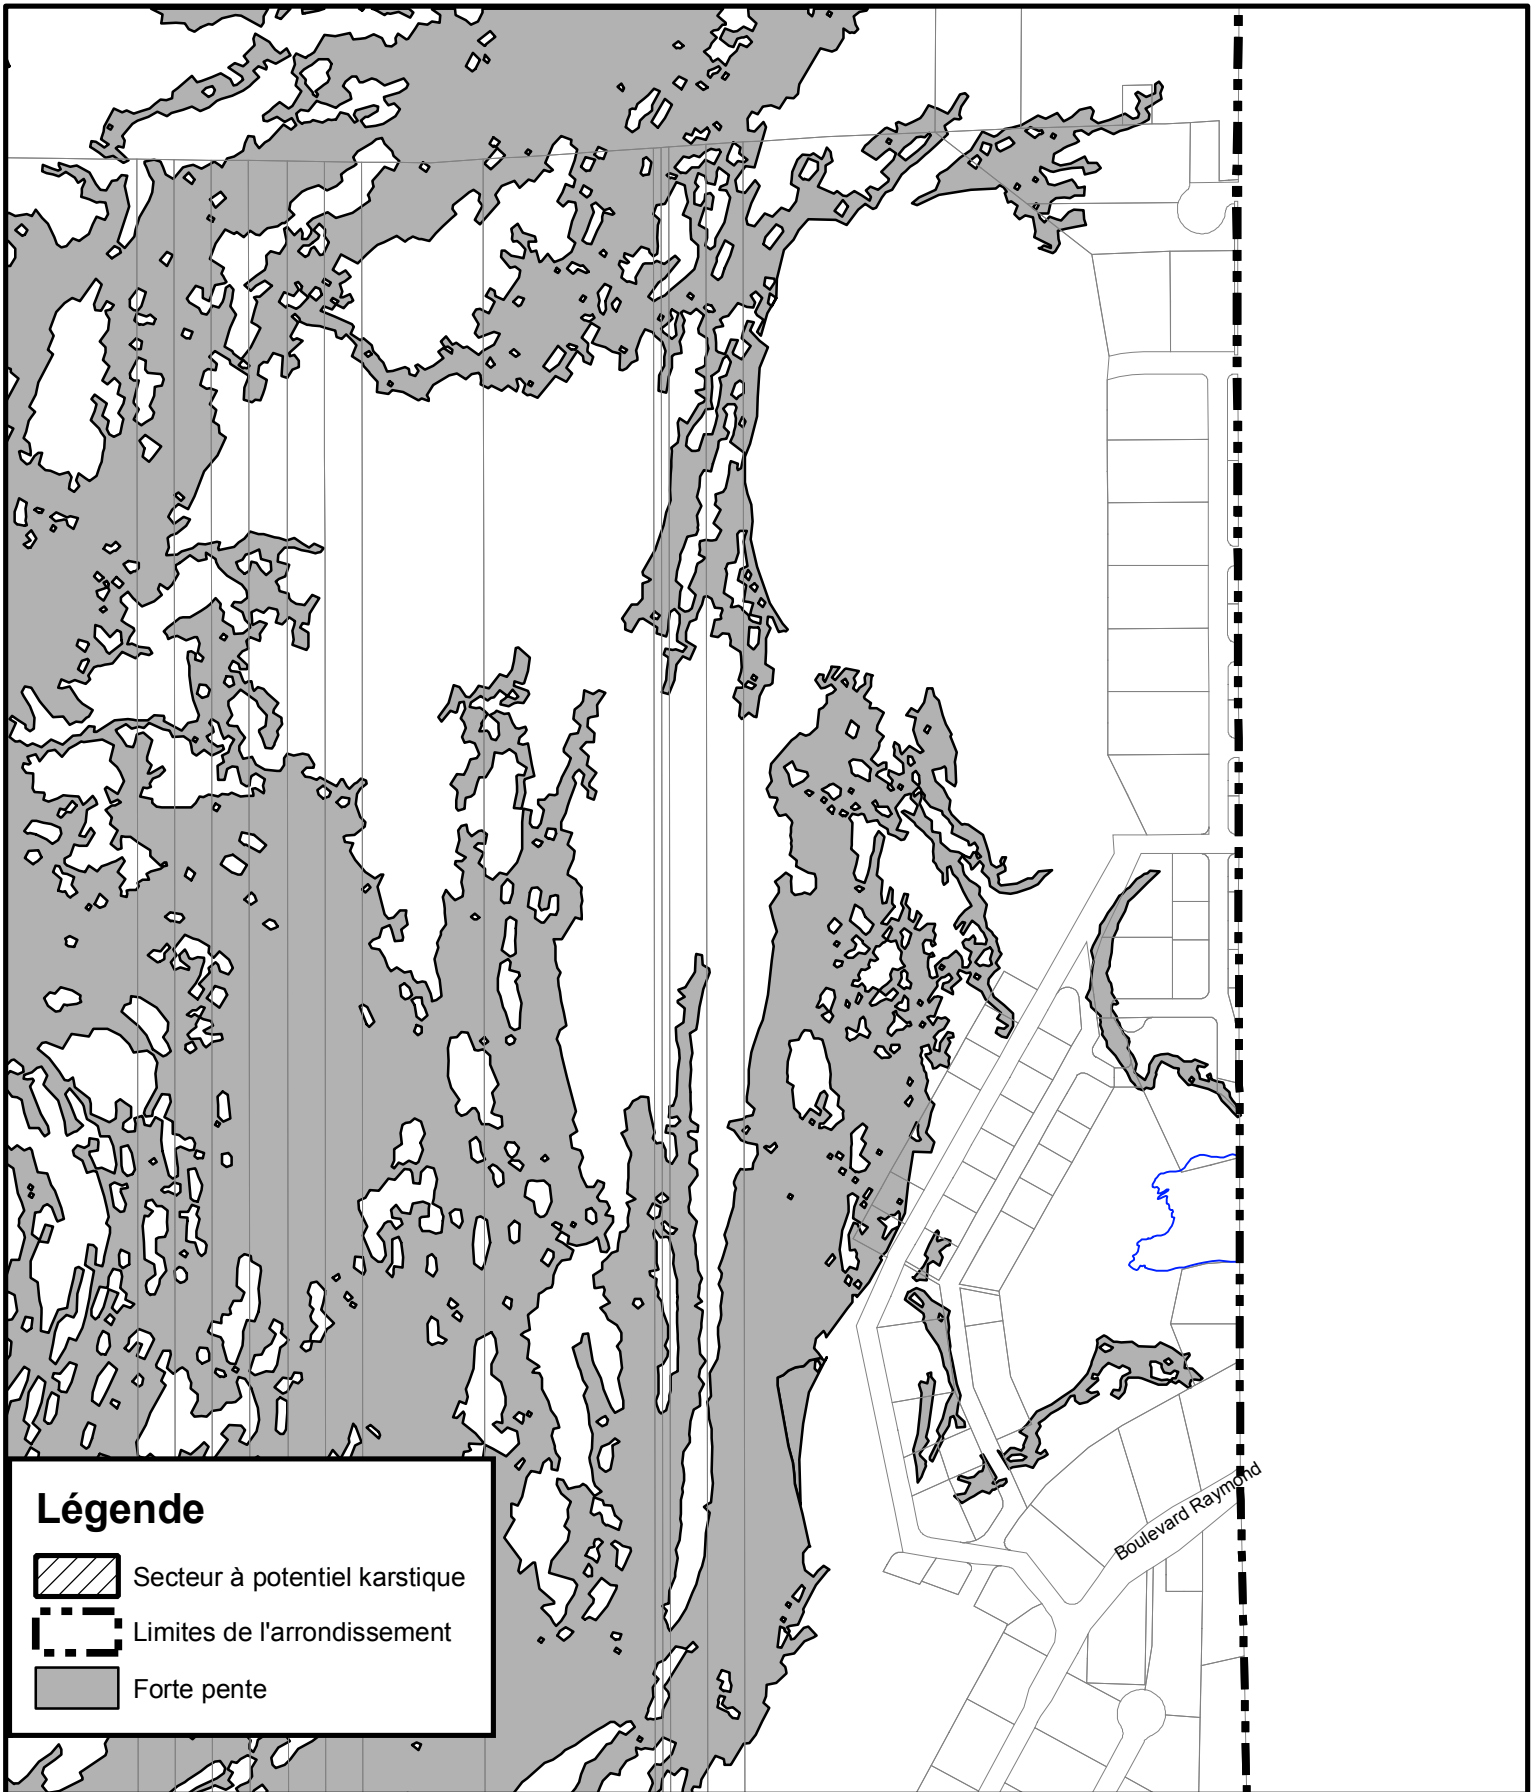 Boulevard Raymond
Légende
Secteur à potentiel karstique
Limites de l'arrondissement
Forte pente